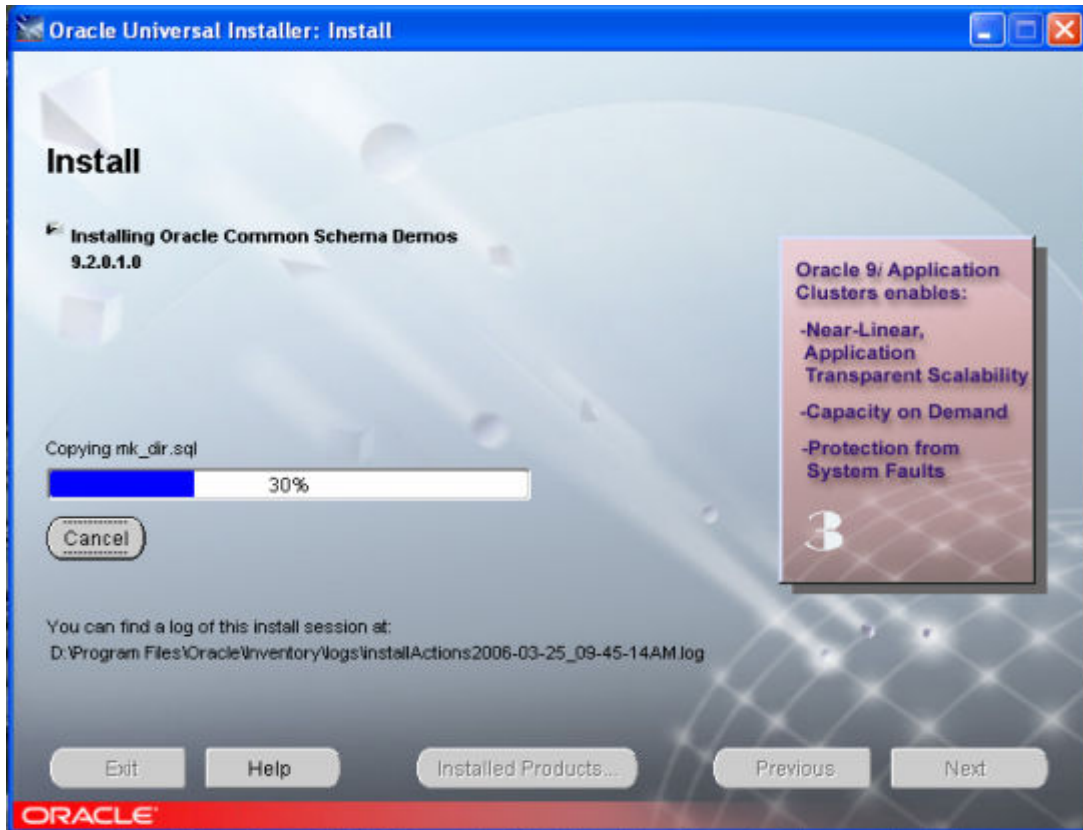 Oracle Universal Installer: Install
Install
Installing Oracle Common Schema Demos
9.2.0.1.0
Oracle 9i Application
Clusters enables:
-Near-Linear,
Application
Transparent Scalability
-Capacity on Demand
-Protection from
System Faults
3
Copying mk_dir.sql
30%
Cancel
You can find a log of this install session at:
D:\Program Files\Oracle\Inventory\logs\installActions2006-03-25_09-45-14AM.log
Exit Help Installed Products... Previous Next
ORACLE